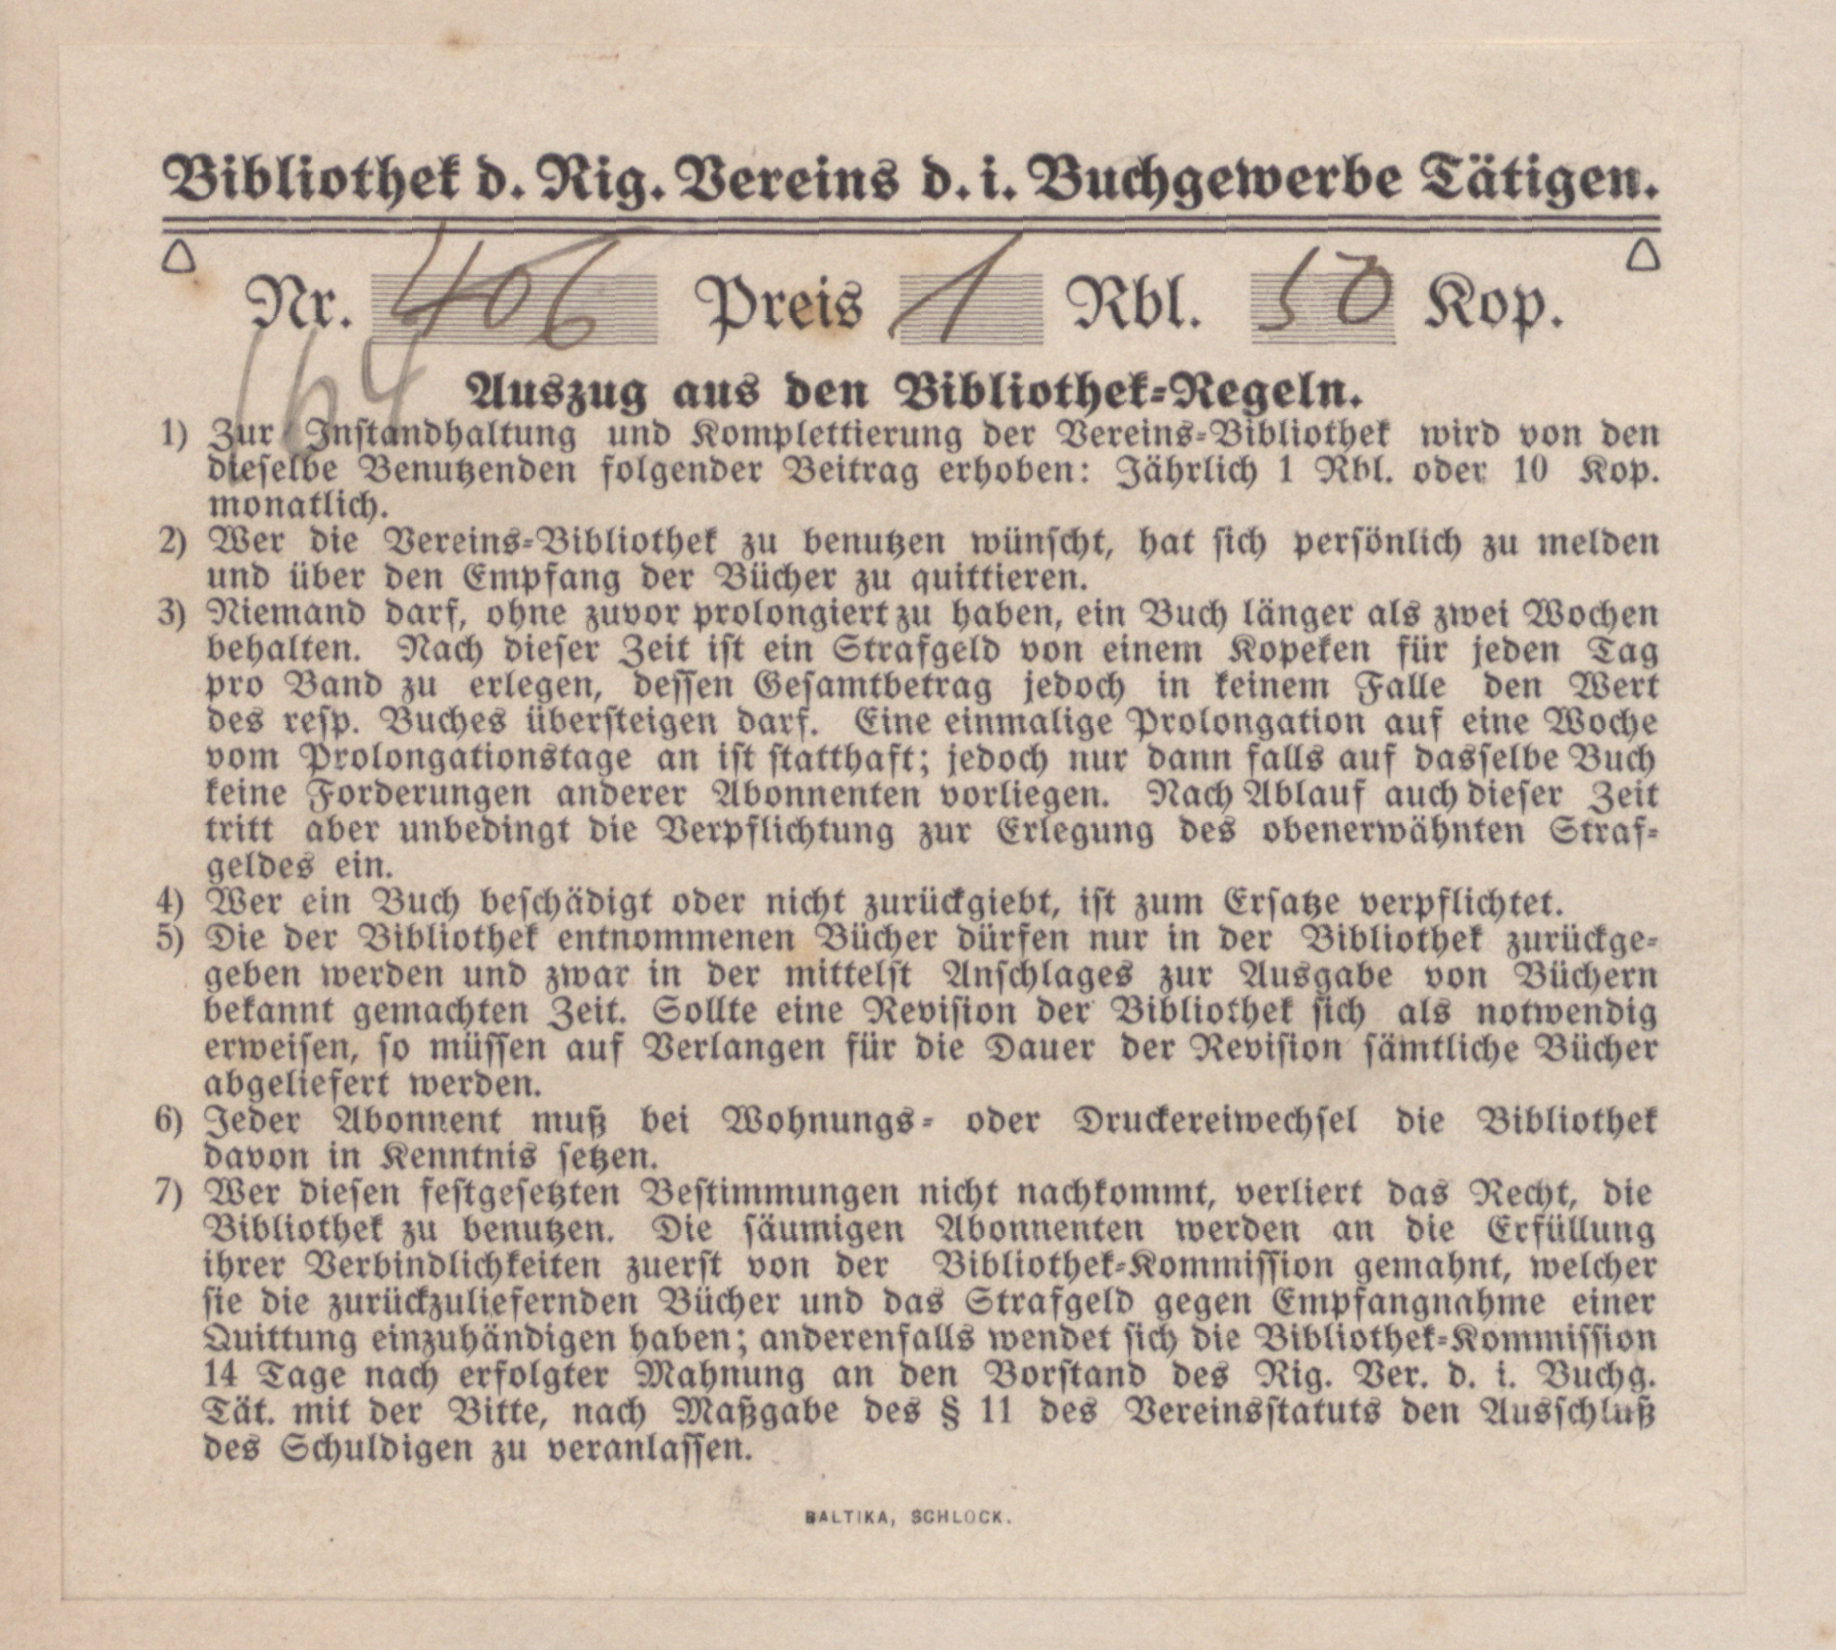 Bibliothek d. Rig. Vereins d. i. Buchgewerbe Tätigen.
Nr. 406 Preis 1 Rbl. 50 Kop.
164
Auszug aus den Bibliothek-Regeln.
1) Zur Instandhaltung und Komplettierung der Vereins-Bibliothek wird von den
dieselbe Benutzenden folgender Beitrag erhoben: Jährlich 1 Rbl. oder 10 Kop.
monatlich.
2) Wer die Vereins-Bibliothek zu benutzen wünscht, hat sich persönlich zu melden
und über den Empfang der Bücher zu quittieren.
3) Niemand darf, ohne zuvor prolongiert zu haben, ein Buch länger als zwei Wochen
behalten. Nach dieser Zeit ist ein Strafgeld von einem Kopeken für jeden Tag
pro Band zu erlegen, dessen Gesamtbetrag jedoch in keinem Falle den Wert
des resp. Buches übersteigen darf. Eine einmalige Prolongation auf eine Woche
vom Prolongationstage an ist statthaft; jedoch nur dann falls auf dasselbe Buch
keine Forderungen anderer Abonnenten vorliegen. Nach Ablauf auch dieser Zeit
tritt aber unbedingt die Verpflichtung zur Erlegung des obenerwähnten Straf-
geldes ein.
4) Wer ein Buch beschädigt oder nicht zurückgiebt, ist zum Ersatze verpflichtet.
5) Die der Bibliothek entnommenen Bücher dürfen nur in der Bibliothek zurückge-
geben werden und zwar in der mittelst Anschlages zur Ausgabe von Büchern
bekannt gemachten Zeit. Sollte eine Revision der Bibliothek sich als notwendig
erweisen, so müssen auf Verlangen für die Dauer der Revision sämtliche Bücher
abgeliefert werden.
6) Jeder Abonnent muß bei Wohnungs- oder Druckereiwechsel die Bibliothek
davon in Kenntnis setzen.
7) Wer diesen festgesetzten Bestimmungen nicht nachkommt, verliert das Recht, die
Bibliothek zu benutzen. Die säumigen Abonnenten werden an die Erfüllung
ihrer Verbindlichkeiten zuerst von der Bibliothek-Kommission gemahnt, welcher
sie die zurückzuliefernden Bücher und das Strafgeld gegen Empfangnahme einer
Quittung einzuhändigen haben; anderenfalls wendet sich die Bibliothek-Kommission
14 Tage nach erfolgter Mahnung an den Vorstand des Rig. Ver. d. i. Buchg.
Tät. mit der Bitte, nach Maßgabe des § 11 des Vereinsstatuts den Ausschluß
des Schuldigen zu veranlassen.
BALTIKA, SCHLOCK.